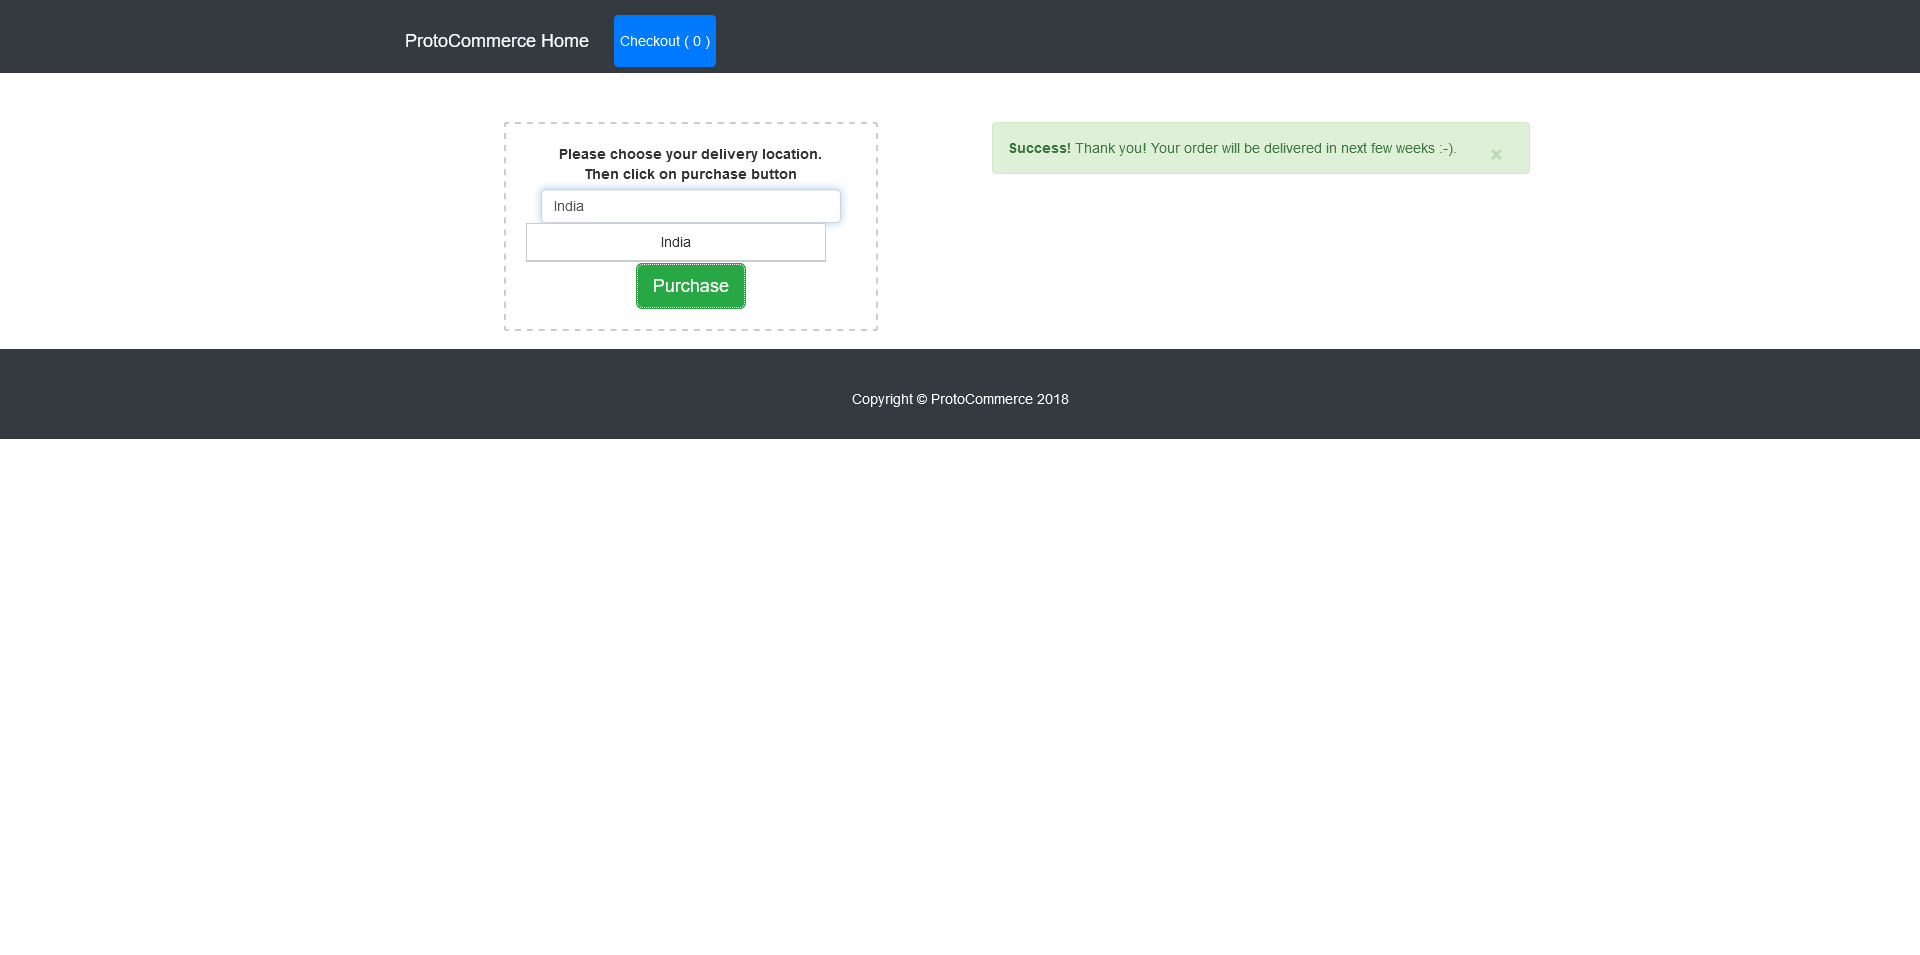 ProtoCommerce Home
Checkout ( 0 )
Please choose your delivery location.
Then click on purchase button
India
India
Purchase
Success! Thank you! Your order will be delivered in next few weeks :-).
×
Copyright © ProtoCommerce 2018